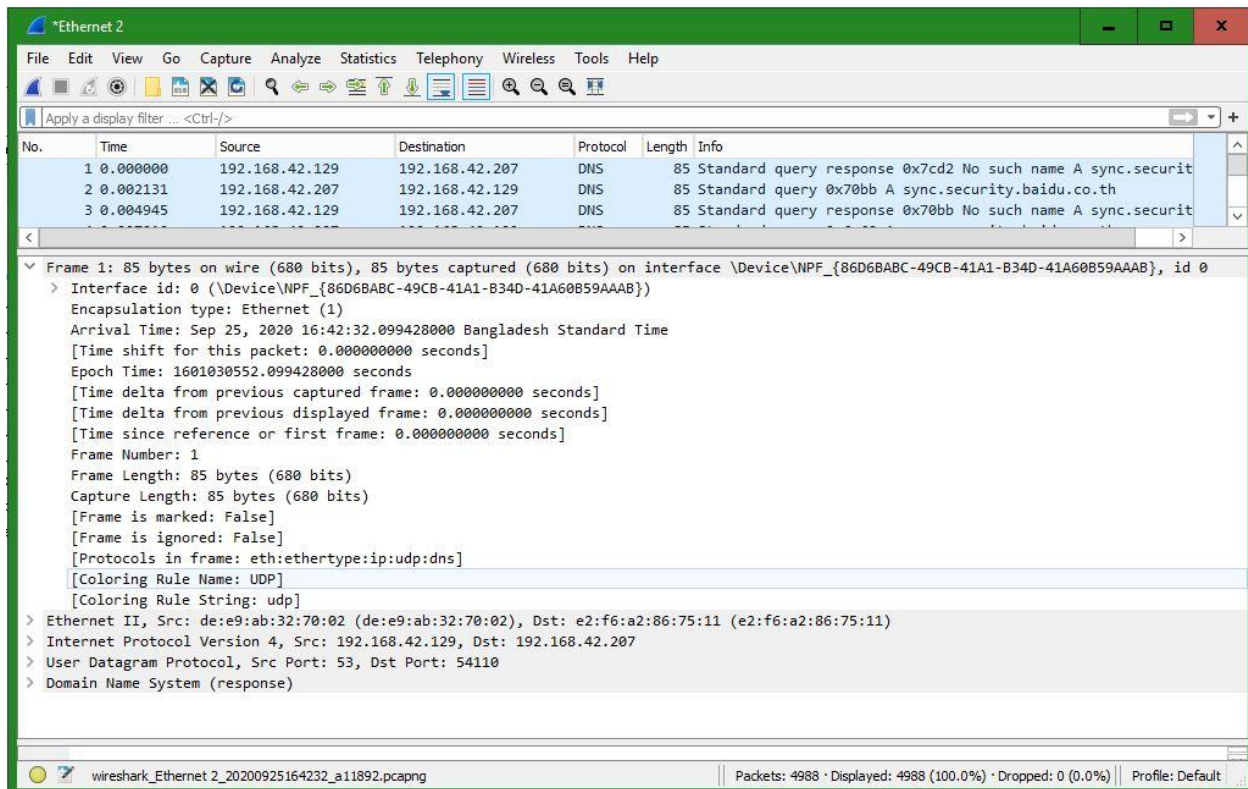 *Ethernet 2
File Edit View Go Capture Analyze Statistics Telephony Wireless Tools Help
Apply a display filter ... <Ctrl-/>
No. Time Source Destination Protocol Length Info
1 0.000000 192.168.42.129 192.168.42.207 DNS 85 Standard query response 0x7cd2 No such name A sync.securit
2 0.002131 192.168.42.207 192.168.42.129 DNS 85 Standard query 0x70bb A sync.security.baidu.co.th
3 0.004945 192.168.42.129 192.168.42.207 DNS 85 Standard query response 0x70bb No such name A sync.securit
Frame 1: 85 bytes on wire (680 bits), 85 bytes captured (680 bits) on interface \Device\NPF_{86D6BABC-49CB-41A1-B34D-41A60B59AAAB}, id 0
Interface id: 0 (\Device\NPF_{86D6BABC-49CB-41A1-B34D-41A60B59AAAB})
Encapsulation type: Ethernet (1)
Arrival Time: Sep 25, 2020 16:42:32.099428000 Bangladesh Standard Time
[Time shift for this packet: 0.000000000 seconds]
Epoch Time: 1601030552.099428000 seconds
[Time delta from previous captured frame: 0.000000000 seconds]
[Time delta from previous displayed frame: 0.000000000 seconds]
[Time since reference or first frame: 0.000000000 seconds]
Frame Number: 1
Frame Length: 85 bytes (680 bits)
Capture Length: 85 bytes (680 bits)
[Frame is marked: False]
[Frame is ignored: False]
[Protocols in frame: eth:ethertype:ip:udp:dns]
[Coloring Rule Name: UDP]
[Coloring Rule String: udp]
Ethernet II, Src: de:e9:ab:32:70:02 (de:e9:ab:32:70:02), Dst: e2:f6:a2:86:75:11 (e2:f6:a2:86:75:11)
Internet Protocol Version 4, Src: 192.168.42.129, Dst: 192.168.42.207
User Datagram Protocol, Src Port: 53, Dst Port: 54110
Domain Name System (response)
wireshark_Ethernet 2_20200925164232_a11892.pcapng Packets: 4988 · Displayed: 4988 (100.0%) · Dropped: 0 (0.0%) Profile: Default